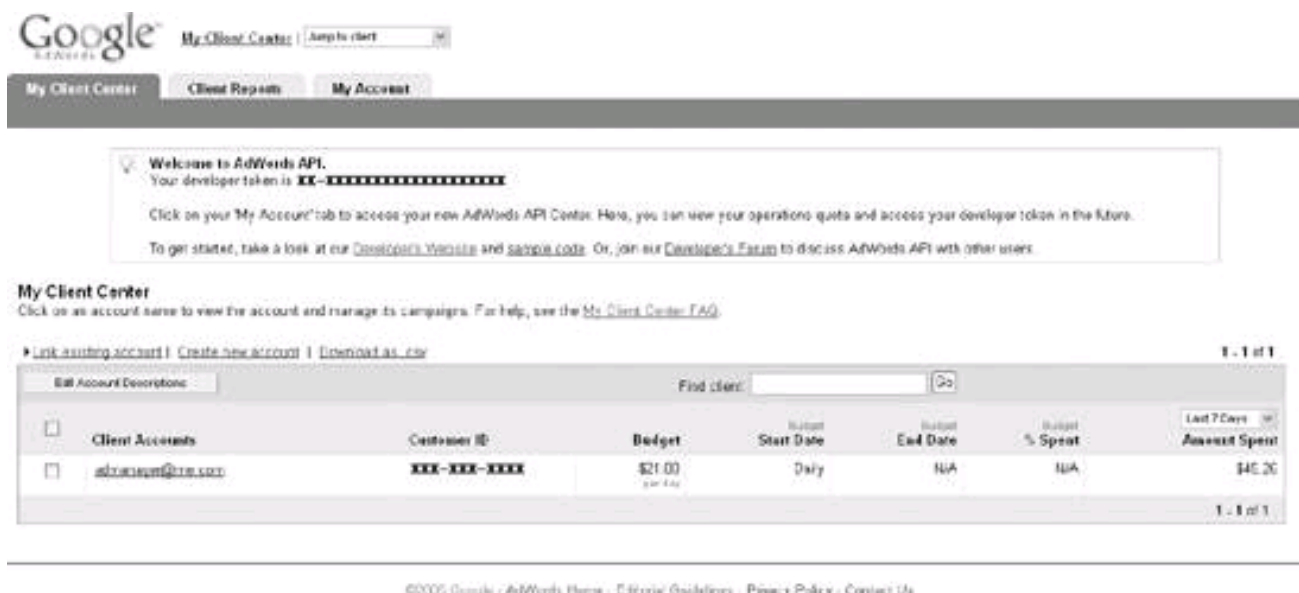 Google
AdWords
My Client Center | Jump to client
My Client Center Client Reports My Account
Welcome to AdWords API.
Your developer token is XX-XXXXXXXXXXXXXXXXXXXX
Click on your 'My Account' tab to access your new AdWords API Center. Here, you can view your operations quota and access your developer token in the future.
To get started, take a look at our Developer's Website and sample code. Or, join our Developer's Forum to discuss AdWords API with other users.
My Client Center
Click on an account name to view the account and manage its campaigns. For help, see the My Client Center FAQ.
Link existing account | Create new account | Download as .csv 1 - 1 of 1
Edit Account Descriptions Find client: Go
Client Accounts Customer ID Budget Budget Start Date Budget End Date Budget % Spent Last 7 Days Amount Spent
XXX-XXX-XXXX $21.00 Daily N/A N/A
per day
1 - 1 of 1
©2005 Google - AdWords Home - Editorial Guidelines - Privacy Policy - Contact Us